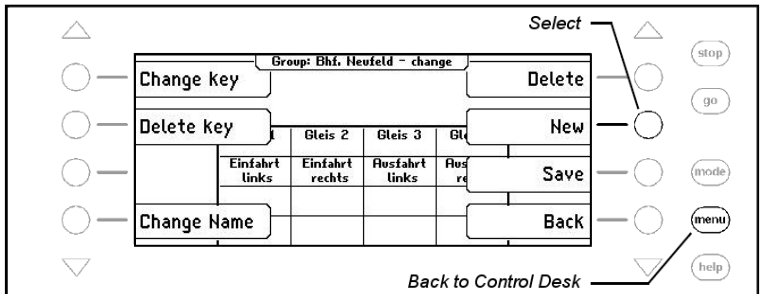 Select
Group: Bhf. Neufeld - change
Change key
Delete
stop
go
Delete key
New
Gleis 2
Gleis 3
Einfahrt
links
Einfahrt
rechts
Ausfahrt
links
Save
mode
Change Name
Back
menu
help
Back to Control Desk